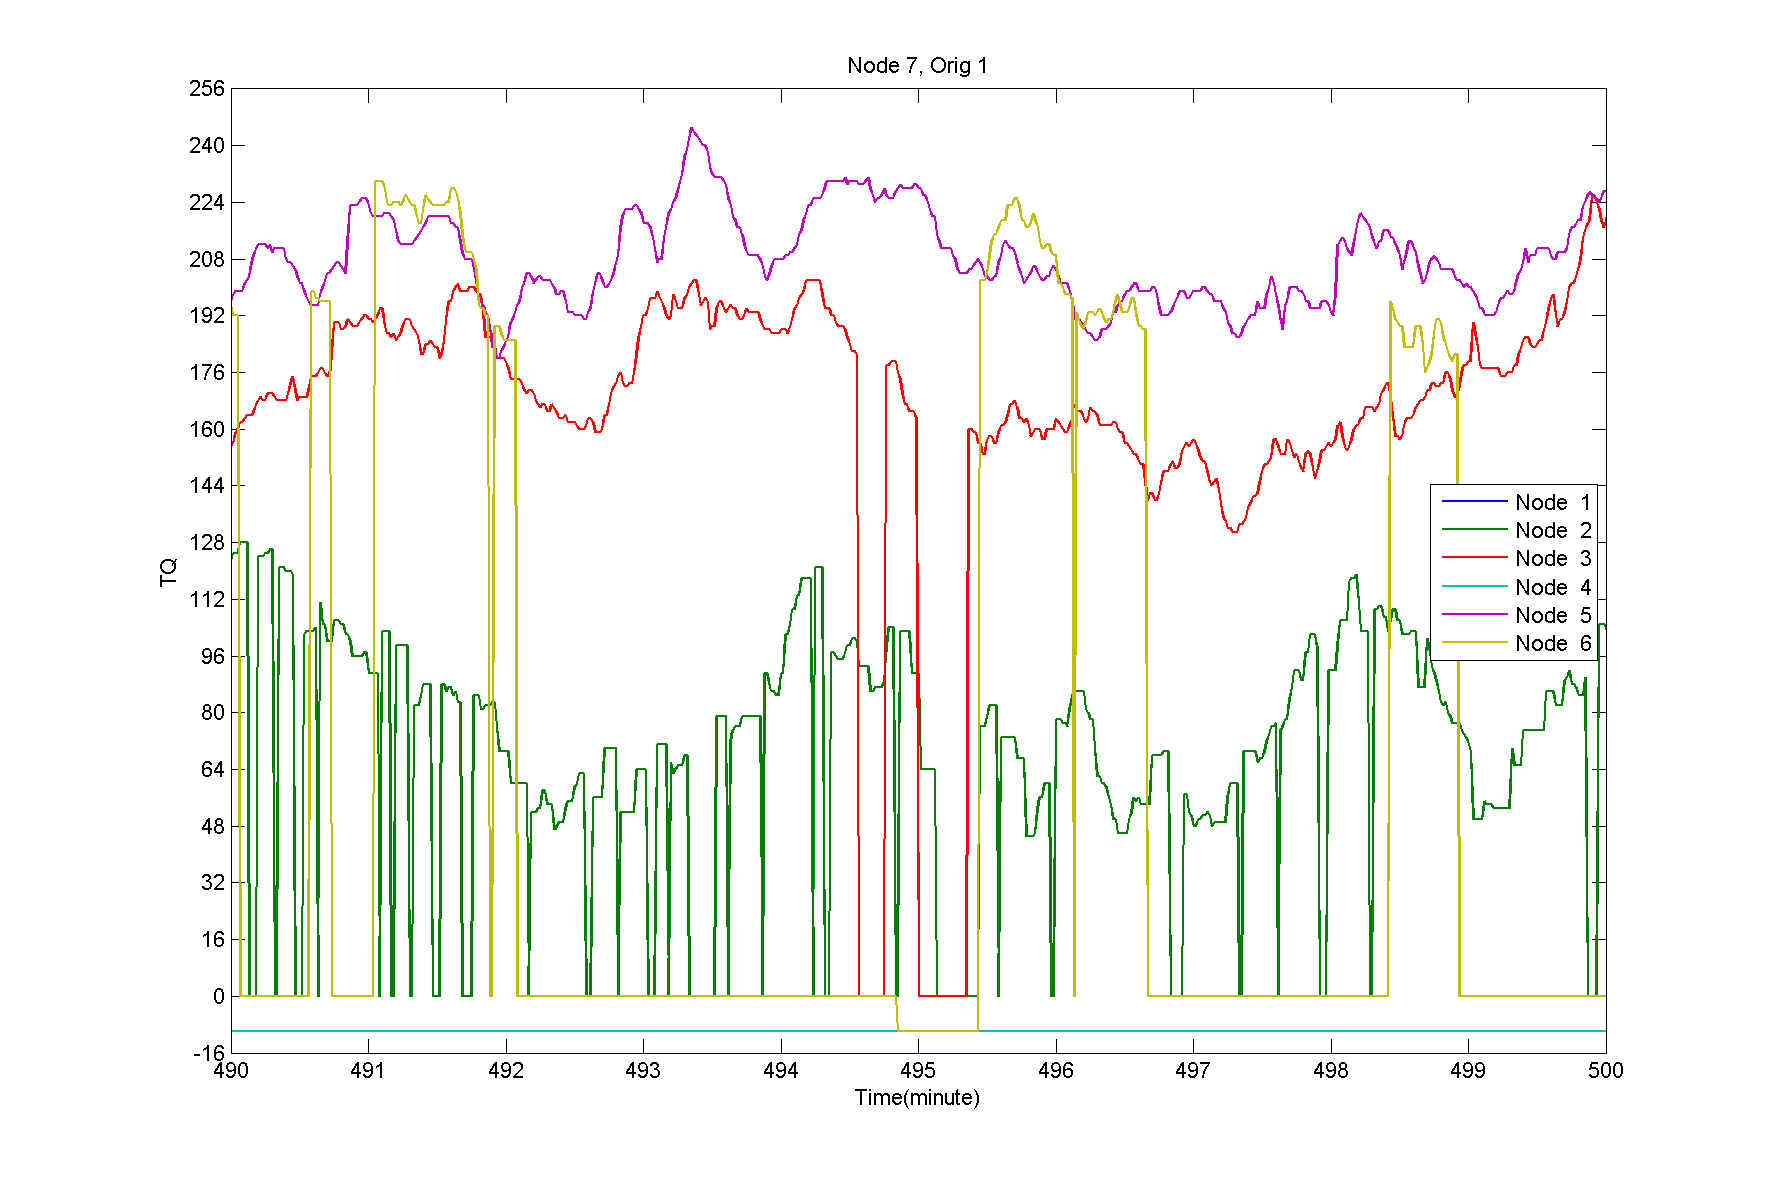 Node 7, Orig 1
256
240
224
208
192
176
160
144
128
112
96
80
64
48
32
16
0
-16
TQ
490 491 492 493 494 495 496 497 498 499 500
Time(minute)
Node 1
Node 2
Node 3
Node 4
Node 5
Node 6